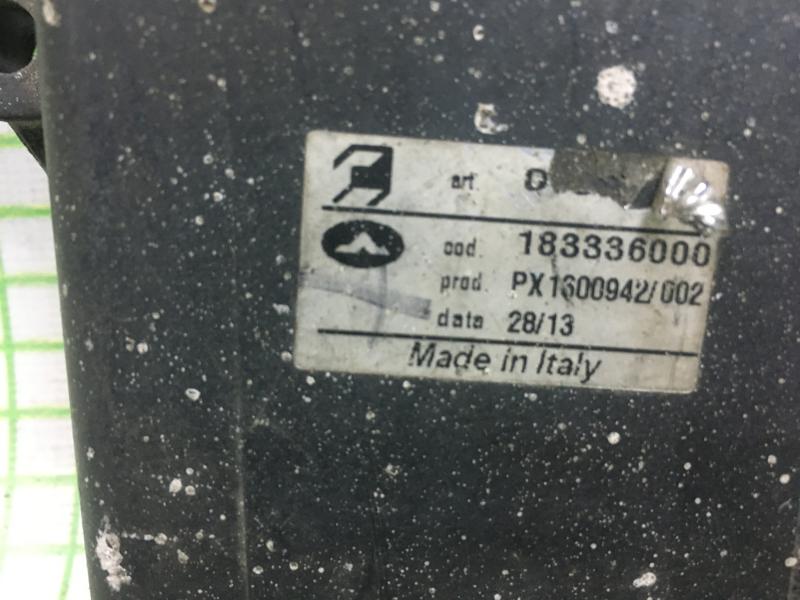 art.
cod. 183336000
prod. PX1600942/002
data 28/13
Made in Italy